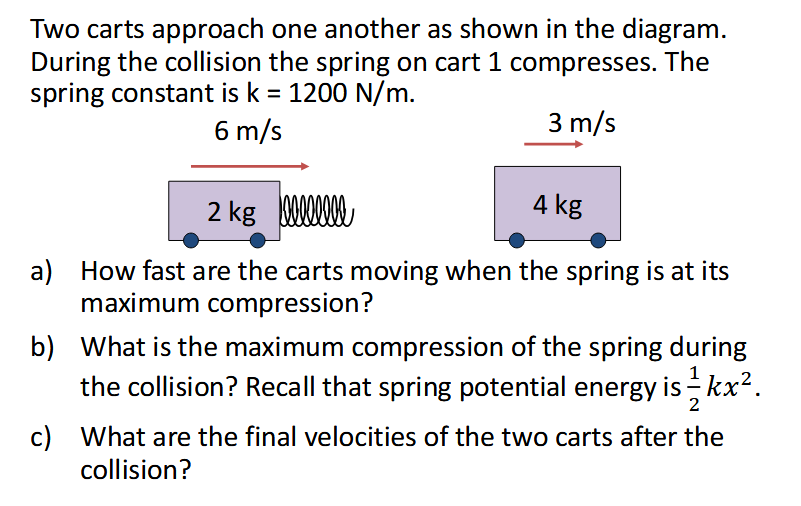 Two carts approach one another as shown in the diagram.
During the collision the spring on cart 1 compresses. The
spring constant is k = 1200 N/m.
6 m/s
3 m/s
2 kg
4 kg
a) How fast are the carts moving when the spring is at its
maximum compression?
b) What is the maximum compression of the spring during
the collision? Recall that spring potential energy is ½ kx².
c) What are the final velocities of the two carts after the
collision?